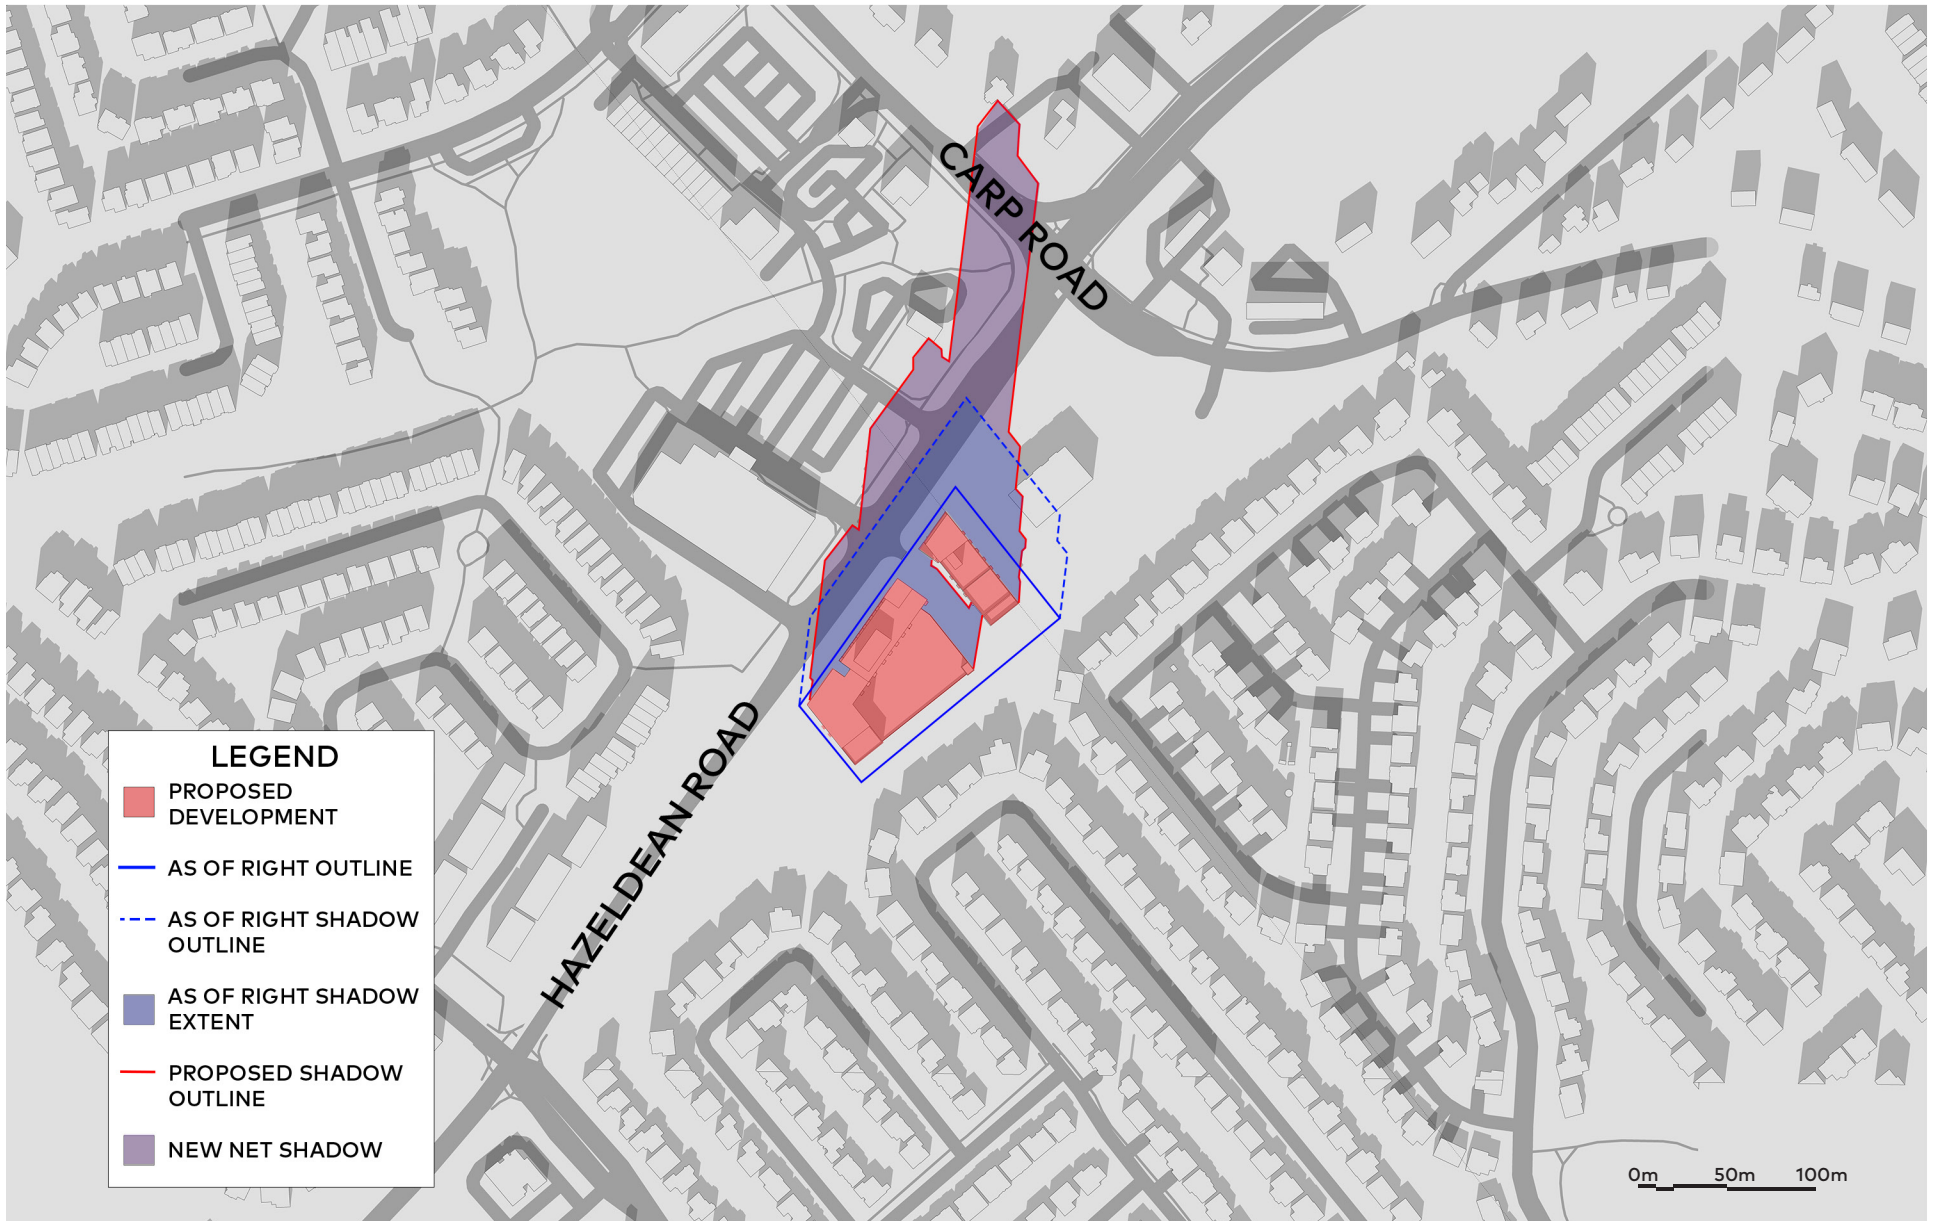 CARP ROAD
HAZELDEAN ROAD
LEGEND
PROPOSED
DEVELOPMENT
AS OF RIGHT OUTLINE
AS OF RIGHT SHADOW
OUTLINE
AS OF RIGHT SHADOW
EXTENT
PROPOSED SHADOW
OUTLINE
NEW NET SHADOW
0m 50m 100m